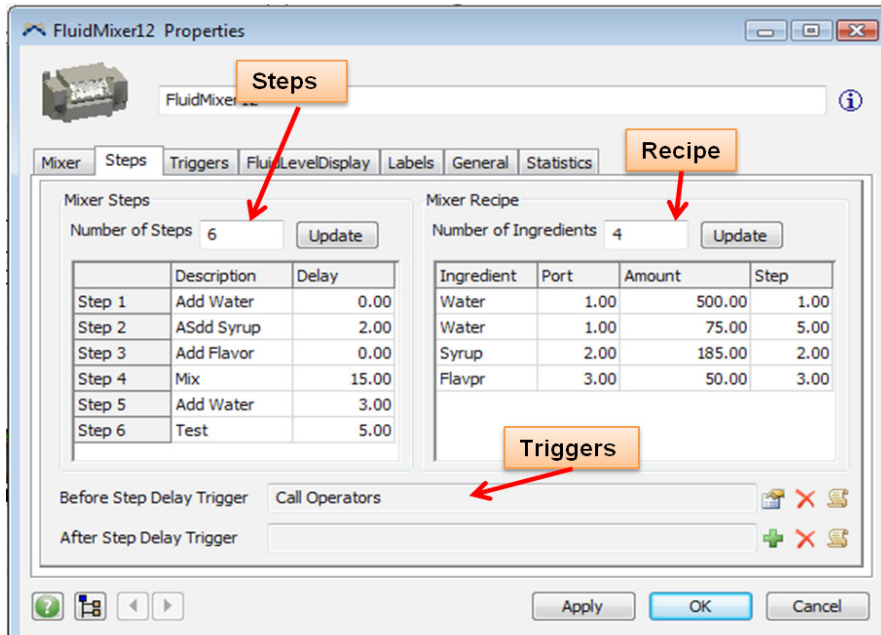 FluidMixer12 Properties
Steps
FluidMixer12
Mixer Steps Triggers FluidLevelDisplay Labels General Statistics
Recipe
Mixer Steps
Number of Steps 6 Update
Description Delay
Step 1 Add Water 0.00
Step 2 ASdd Syrup 2.00
Step 3 Add Flavor 0.00
Step 4 Mix 15.00
Step 5 Add Water 3.00
Step 6 Test 5.00
Mixer Recipe
Number of Ingredients 4 Update
Ingredient Port Amount Step
Water 1.00 500.00 1.00
Water 1.00 75.00 5.00
Syrup 2.00 185.00 2.00
Flavpr 3.00 50.00 3.00
Triggers
Before Step Delay Trigger Call Operators
After Step Delay Trigger
Apply OK Cancel